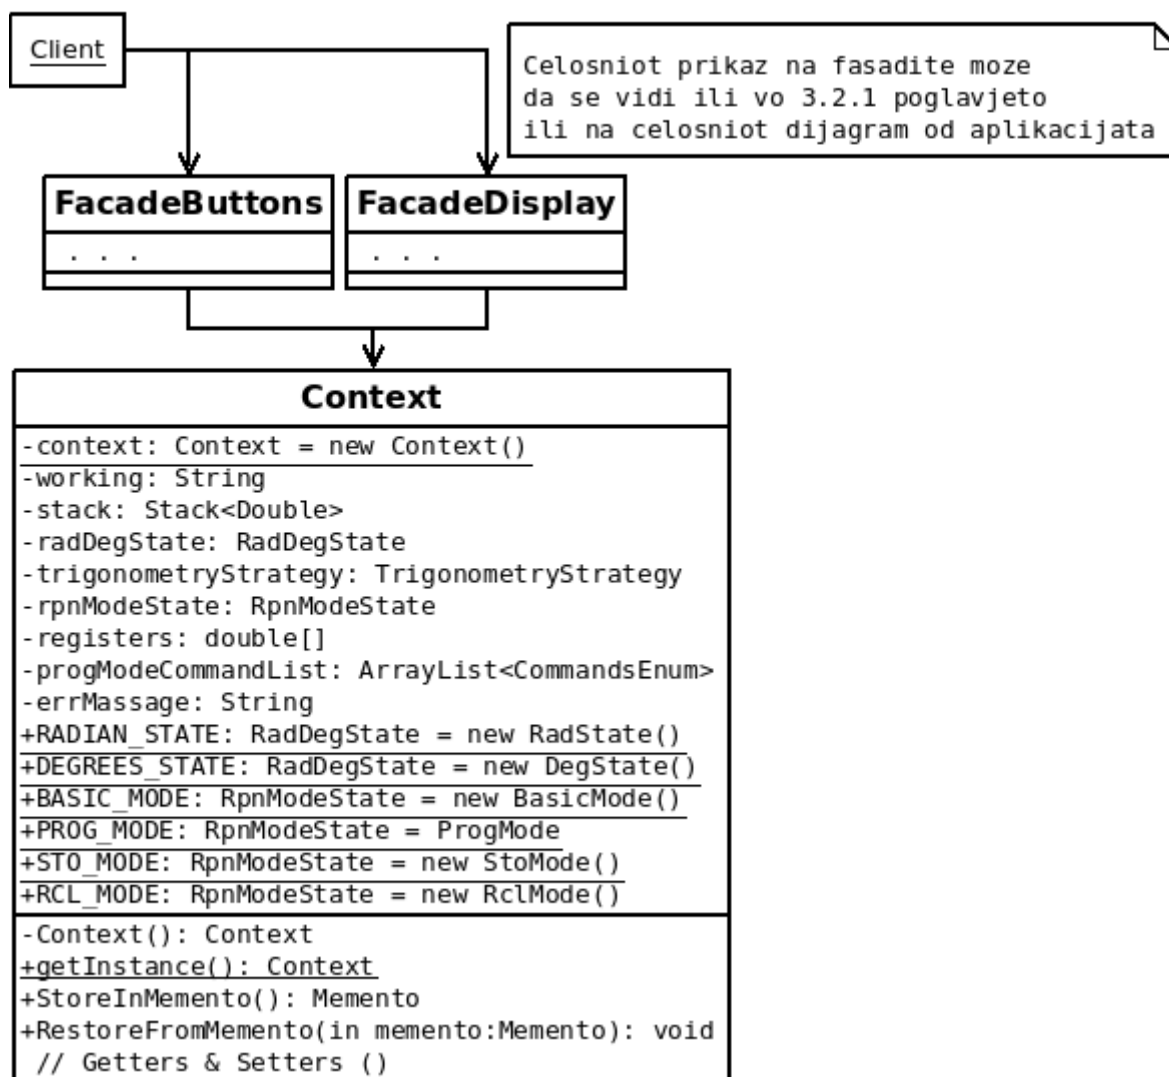 Client
Celosniot prikaz na fasadite moze
da se vidi ili vo 3.2.1 poglavjeto
ili na celosniot dijagram od aplikacijata
FacadeButtons
. . .
FacadeDisplay
. . .
Context
-context: Context = new Context()
-working: String
-stack: Stack<Double>
-radDegState: RadDegState
-trigonometryStrategy: TrigonometryStrategy
-rpnModeState: RpnModeState
-registers: double[]
-progModeCommandList: ArrayList<CommandsEnum>
-errMassage: String
+RADIAN_STATE: RadDegState = new RadState()
+DEGREES_STATE: RadDegState = new DegState()
+BASIC_MODE: RpnModeState = new BasicMode()
+PROG_MODE: RpnModeState = ProgMode
+STO_MODE: RpnModeState = new StoMode()
+RCL_MODE: RpnModeState = new RclMode()
-Context(): Context
+getInstance(): Context
+StoreInMemento(): Memento
+RestoreFromMemento(in memento:Memento): void
// Getters & Setters ()